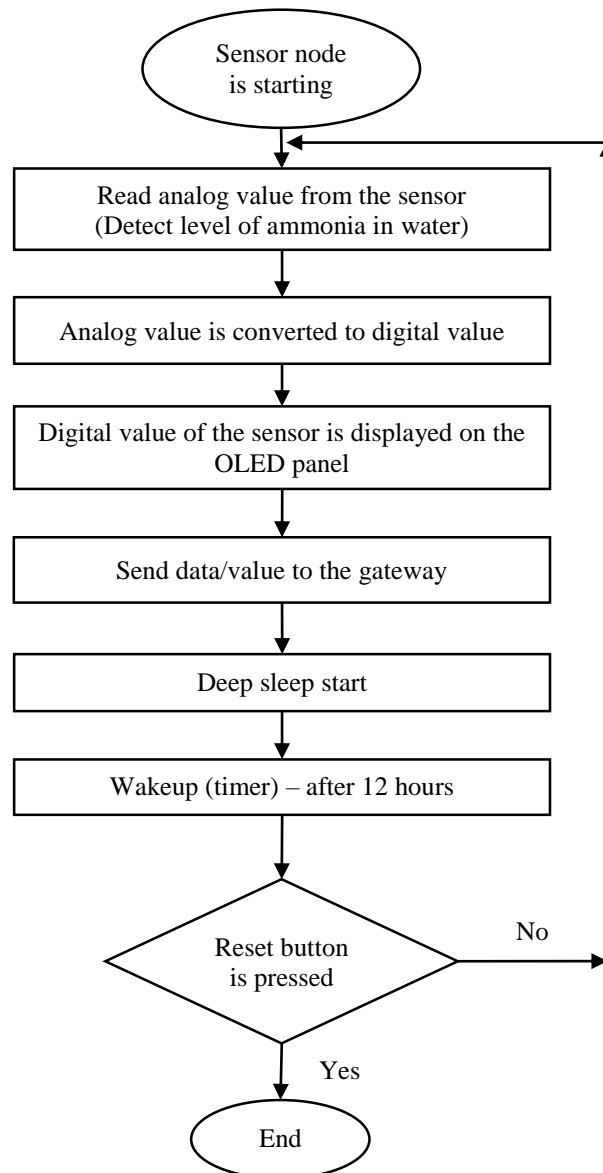 Sensor node
is starting
Read analog value from the sensor
(Detect level of ammonia in water)
Analog value is converted to digital value
Digital value of the sensor is displayed on the
OLED panel
Send data/value to the gateway
Deep sleep start
Wakeup (timer) – after 12 hours
Reset button
is pressed
No
Yes
End